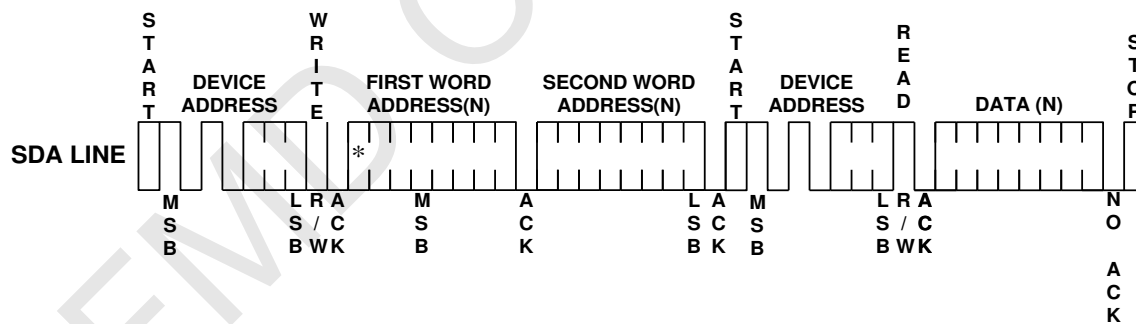 START
WRITE
START
READ
STOP
DEVICE
ADDRESS
FIRST WORD
ADDRESS(N)
SECOND WORD
ADDRESS(N)
DEVICE
ADDRESS
DATA (N)
SDA LINE
*
MSB
LSB
R/W
ACK
MSB
ACK
LSB
ACK
MSB
LSB
R/W
ACK
NO ACK